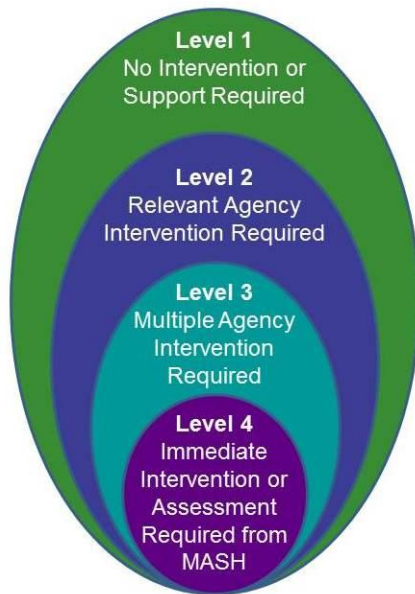 Level 1
No Intervention or
Support Required
Level 2
Relevant Agency
Intervention Required
Level 3
Multiple Agency
Intervention
Required
Level 4
Immediate
Intervention or
Assessment
Required from
MASH